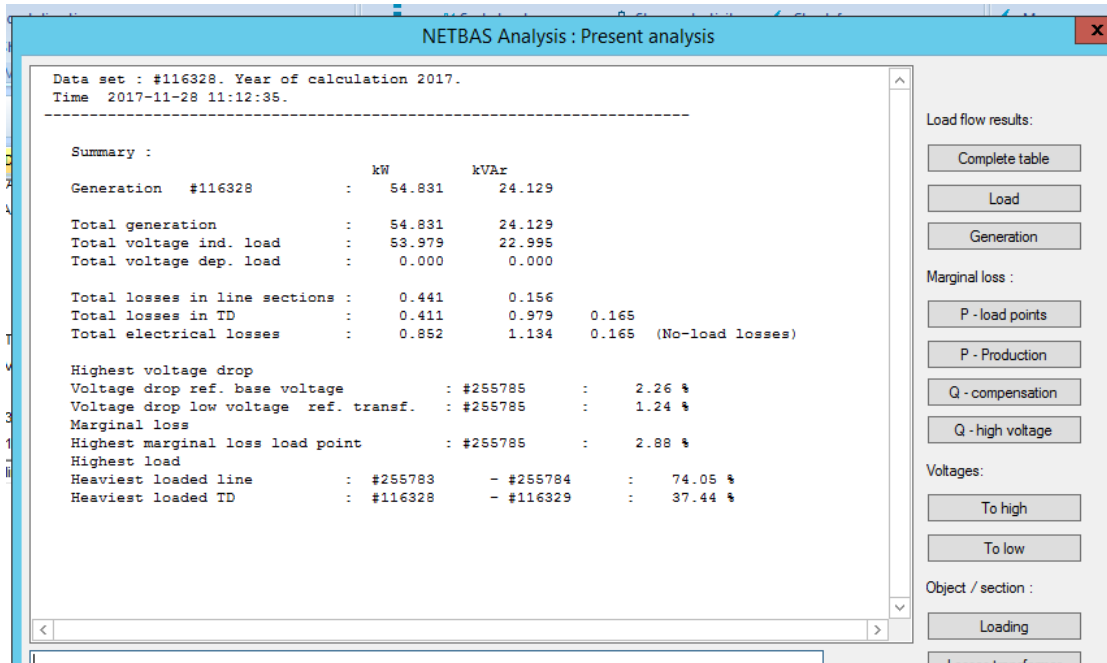 NETBAS Analysis : Present analysis
x
Data set : #116328. Year of calculation 2017.
Time 2017-11-28 11:12:35.
Summary :
kW kVAr
Generation #116328 : 54.831 24.129
Total generation : 54.831 24.129
Total voltage ind. load : 53.979 22.995
Total voltage dep. load : 0.000 0.000
Total losses in line sections : 0.441 0.156
Total losses in TD : 0.411 0.979 0.165
Total electrical losses : 0.852 1.134 0.165 (No-load losses)
Highest voltage drop
Voltage drop ref. base voltage : #255785 : 2.26 %
Voltage drop low voltage ref. transf. : #255785 : 1.24 %
Marginal loss
Highest marginal loss load point : #255785 : 2.88 %
Highest load
Heaviest loaded line : #255783 - #255784 : 74.05 %
Heaviest loaded TD : #116328 - #116329 : 37.44 %
Load flow results:
Complete table
Load
Generation
Marginal loss :
P - load points
P - Production
Q - compensation
Q - high voltage
Voltages:
To high
To low
Object / section :
Loading